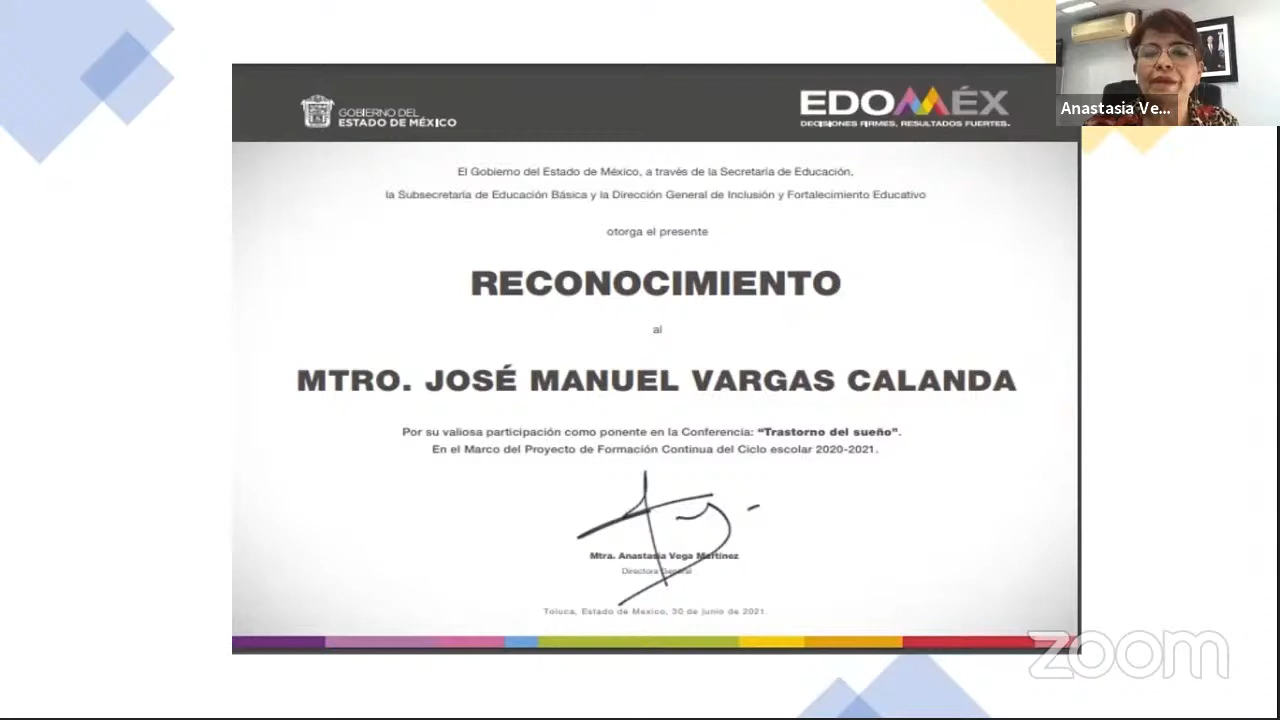 Anastasia Ve...
GOBIERNO DEL
ESTADO DE MÉXICO
EDOMÉX
DECISIONES FIRMES, RESULTADOS FUERTES.
El Gobierno del Estado de México, a través de la Secretaría de Educación,
la Subsecretaría de Educación Básica y la Dirección General de Inclusión y Fortalecimiento Educativo
otorga el presente
RECONOCIMIENTO
al
MTRO. JOSÉ MANUEL VARGAS CALANDA
Por su valiosa participación como ponente en la Conferencia: “Trastorno del sueño”.
En el Marco del Proyecto de Formación Continua del Ciclo escolar 2020-2021.
Mtra. Anastasia Vega Martínez
Directora General
Toluca, Estado de Mexico, 30 de junio de 2021.
zoom